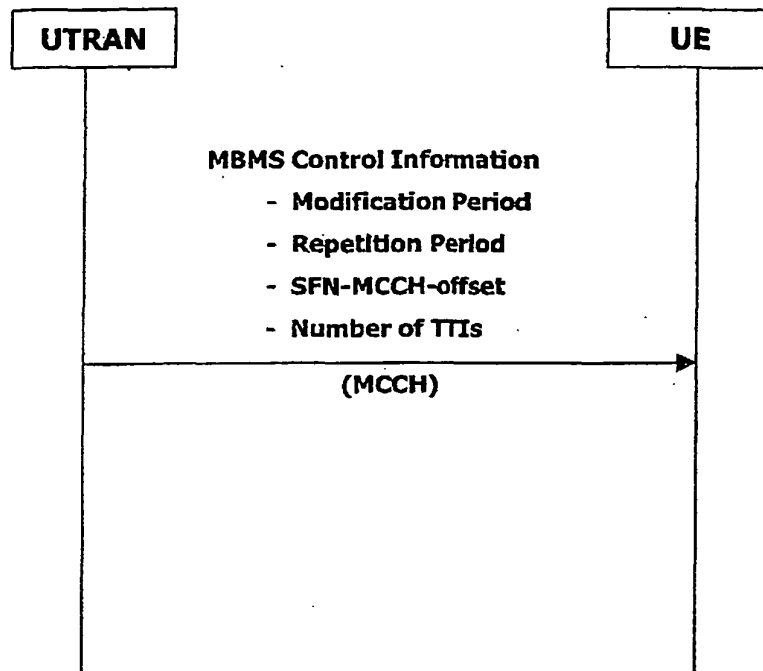 UTRAN
UE
MBMS Control Information
- Modification Period
- Repetition Period
- SFN-MCCH-offset
- Number of TTIs
(MCCH)